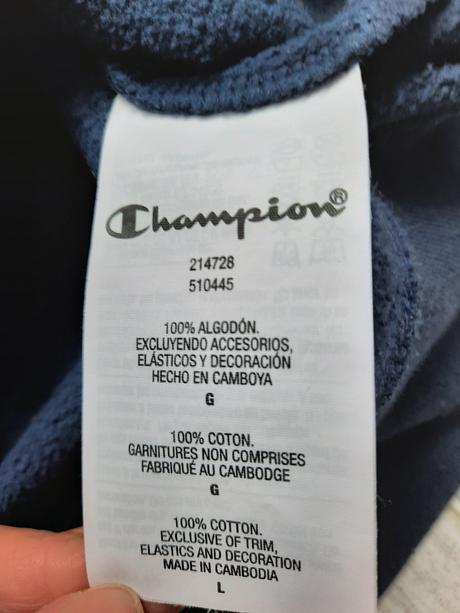 Champion®
214728
510445
100% ALGODÓN.
EXCLUYENDO ACCESORIOS,
ELÁSTICOS Y DECORACIÓN
HECHO EN CAMBOYA
G
100% COTON.
GARNITURES NON COMPRISES
FABRIQUÉ AU CAMBODGE
G
100% COTTON.
EXCLUSIVE OF TRIM,
ELASTICS AND DECORATION
MADE IN CAMBODIA
L